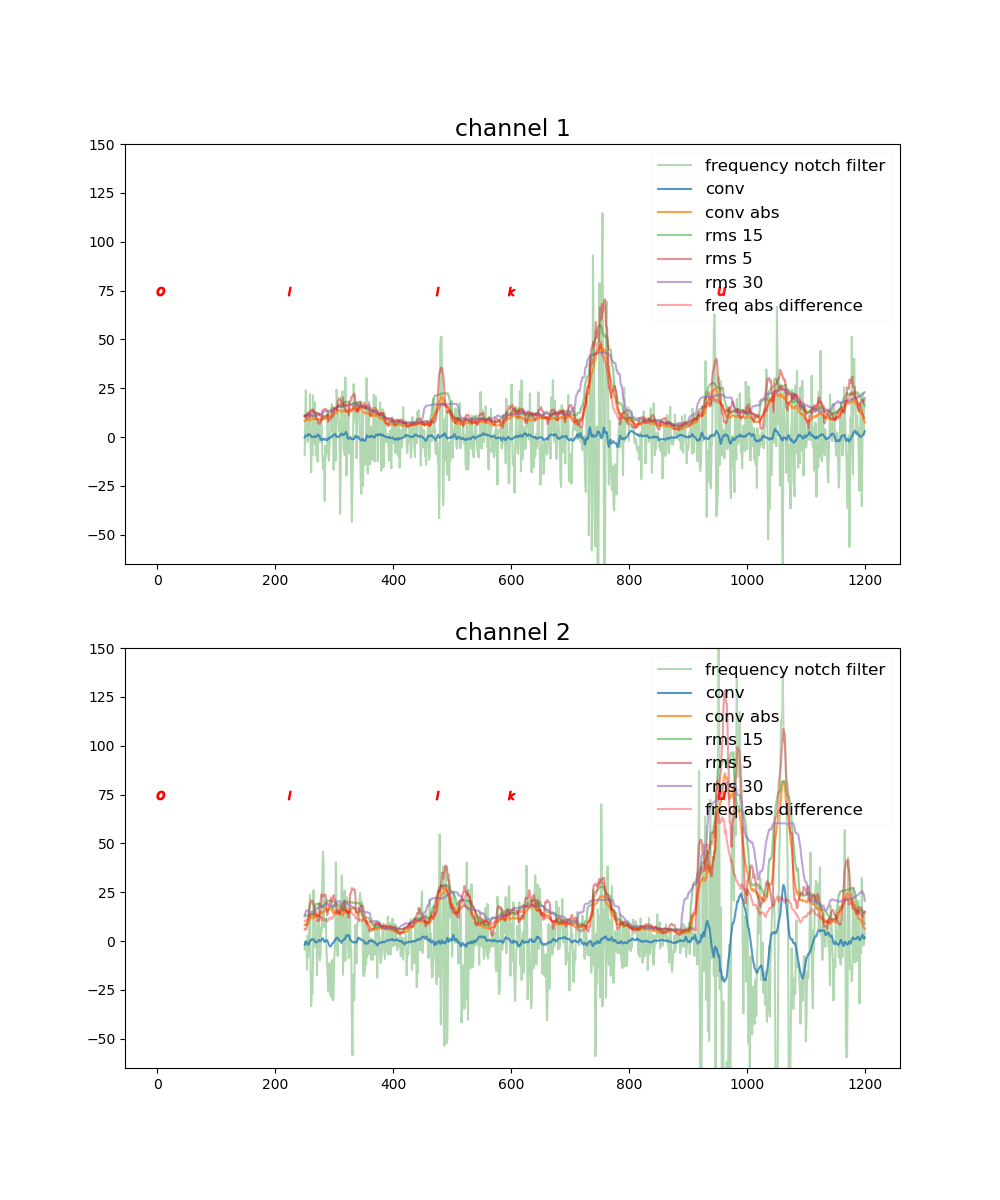 channel 1
150
125
100
75
50
25
0
−25
−50
frequency notch filter
conv
conv abs
rms 15
rms 5
rms 30
freq abs difference
o l l k u
0 200 400 600 800 1000 1200
channel 2
150
125
100
75
50
25
0
−25
−50
frequency notch filter
conv
conv abs
rms 15
rms 5
rms 30
freq abs difference
o l l k u
0 200 400 600 800 1000 1200